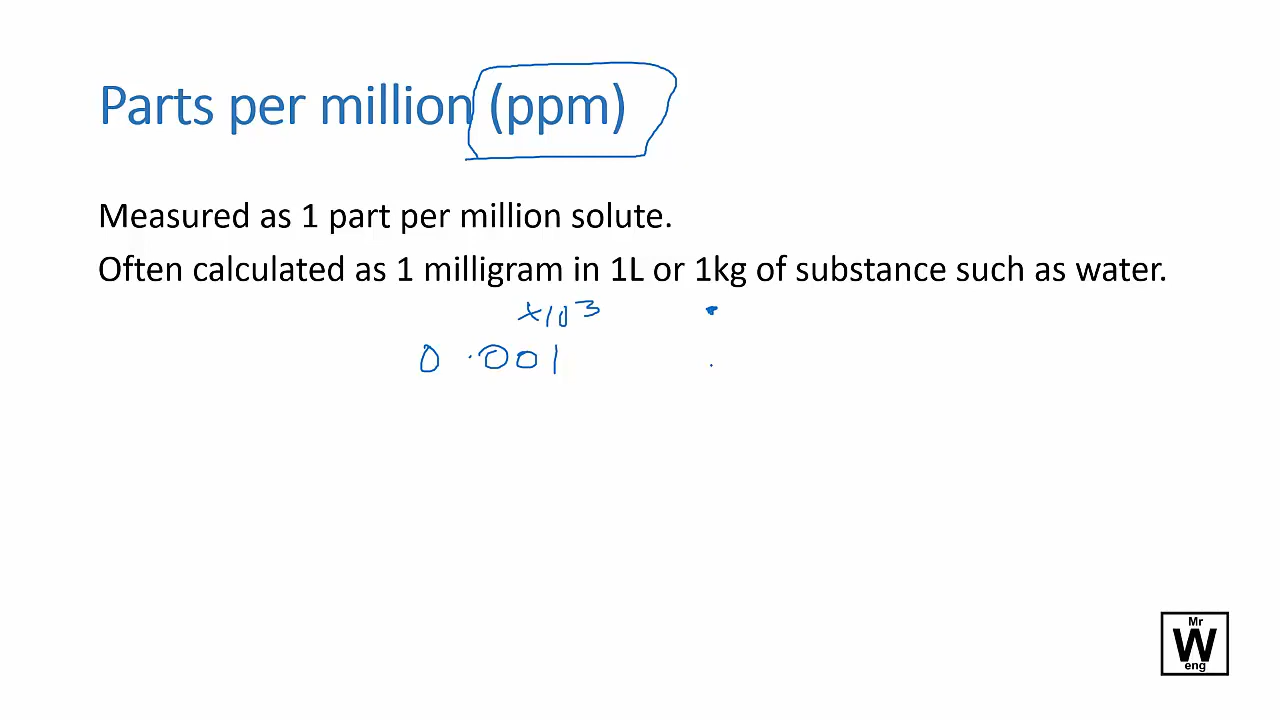 Parts per million (ppm)
Measured as 1 part per million solute.
Often calculated as 1 milligram in 1L or 1kg of substance such as water.
×10³
0.001
Mr
W
eng